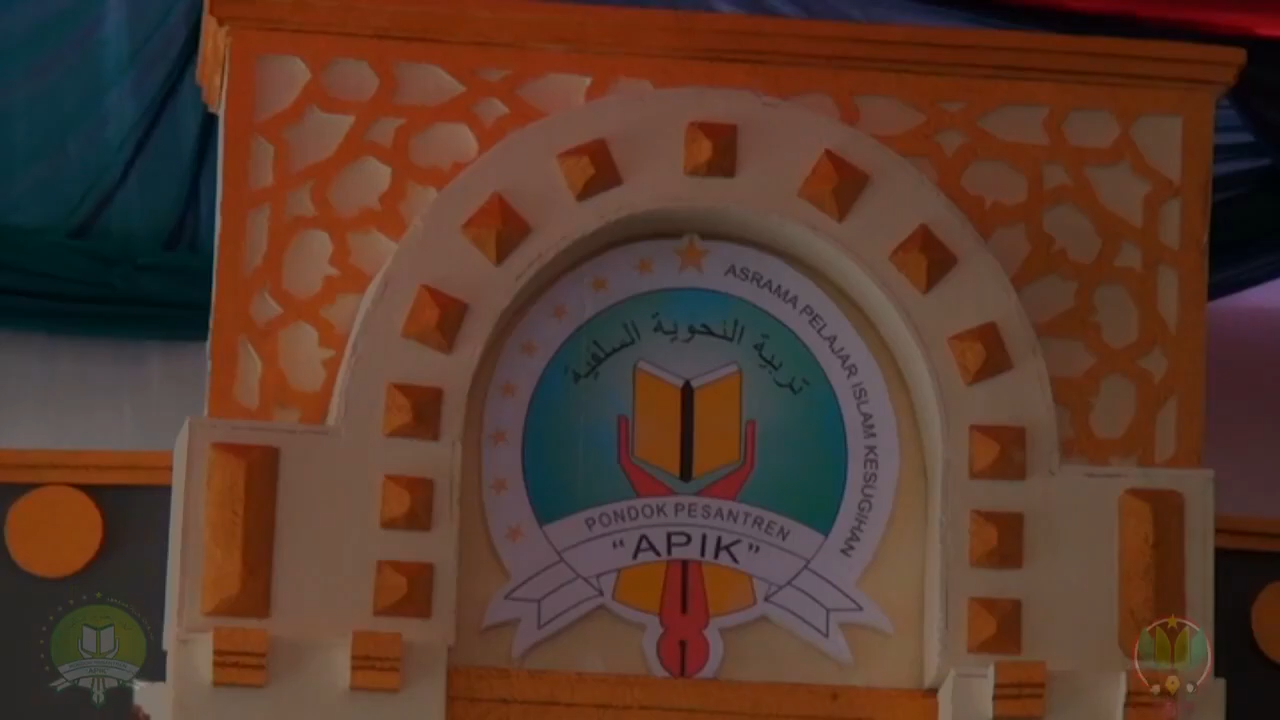 ASRAMA PELAJAR ISLAM KESUGIHAN
تربية النحوية السلفية
PONDOK PESANTREN
"APIK"